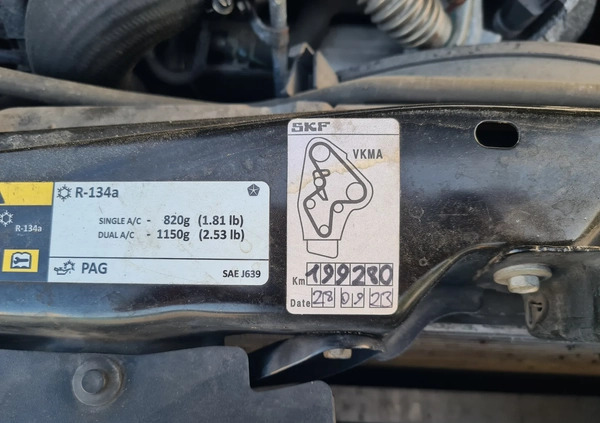 R-134a
SINGLE A/C - 820g (1.81 lb)
DUAL A/C - 1150g (2.53 lb)
R-134a
PAG
SAE J639
SKF
VKMA
Km 199280
Date 28 09 23